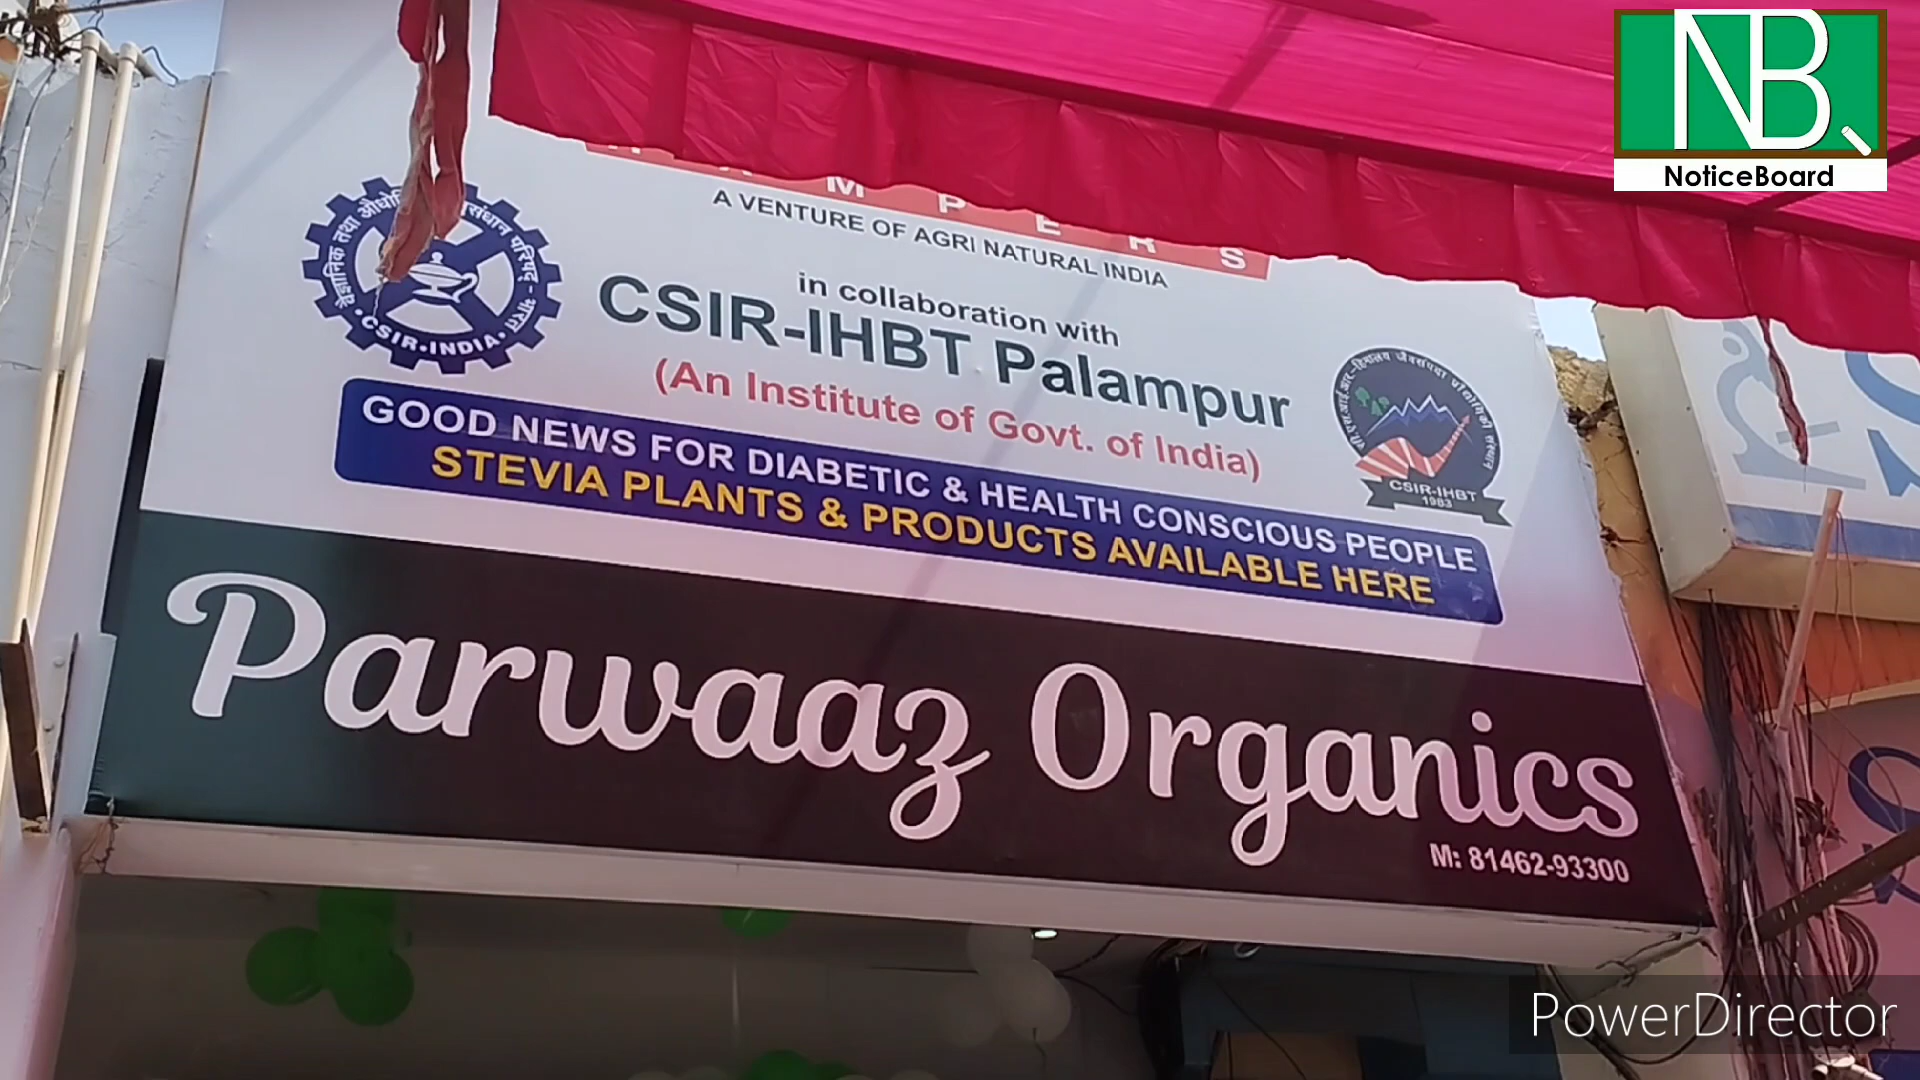 NB
NoticeBoard
A VENTURE OF AGRI NATURAL INDIA
in collaboration with
CSIR-IHBT Palampur
(An Institute of Govt. of India)
CSIR-INDIA
CSIR-IHBT
1983
GOOD NEWS FOR DIABETIC & HEALTH CONSCIOUS PEOPLE
STEVIA PLANTS & PRODUCTS AVAILABLE HERE
Parwaaz Organics
M: 81462-93300
PowerDirector